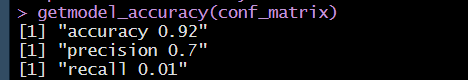 > getmodel_accuracy(conf_matrix)
[1] "accuracy 0.92"
[1] "precision 0.7"
[1] "recall 0.01"